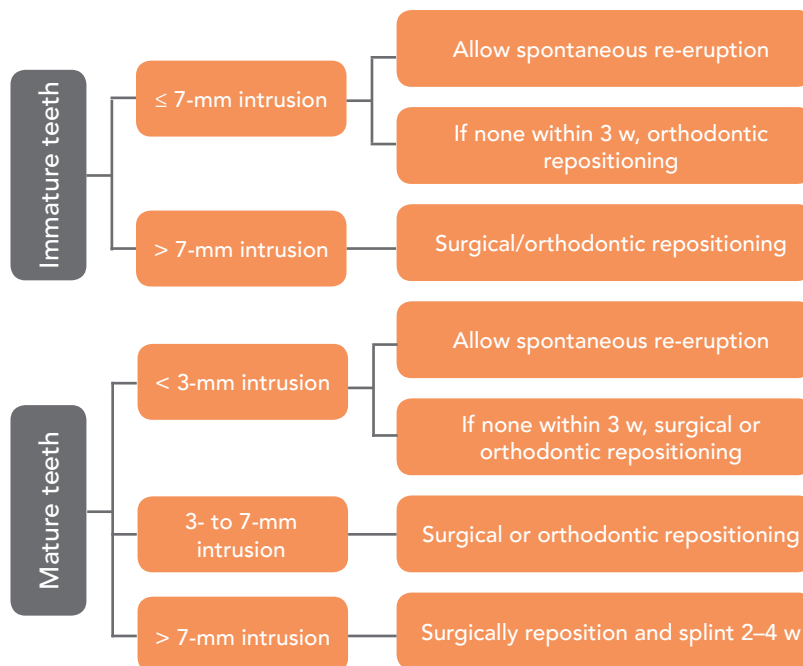 Immature teeth
≤ 7-mm intrusion
Allow spontaneous re-eruption
If none within 3 w, orthodontic
repositioning
> 7-mm intrusion
Surgical/orthodontic repositioning
Mature teeth
< 3-mm intrusion
Allow spontaneous re-eruption
If none within 3 w, surgical or
orthodontic repositioning
3- to 7-mm
intrusion
Surgical or orthodontic repositioning
> 7-mm intrusion
Surgically reposition and splint 2–4 w